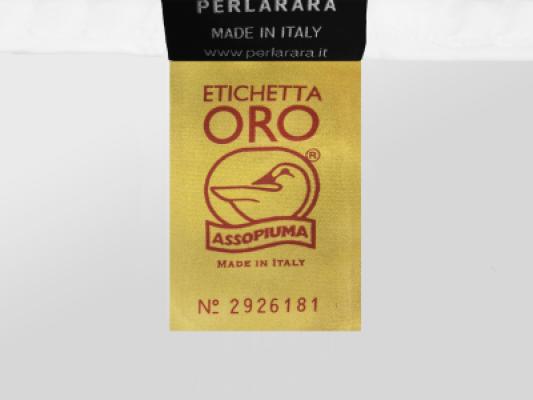 PERLARARA
MADE IN ITALY
www.perlarara.it
ETICHETTA
ORO
®
ASSOPIUMA
MADE IN ITALY
Nº 2926181